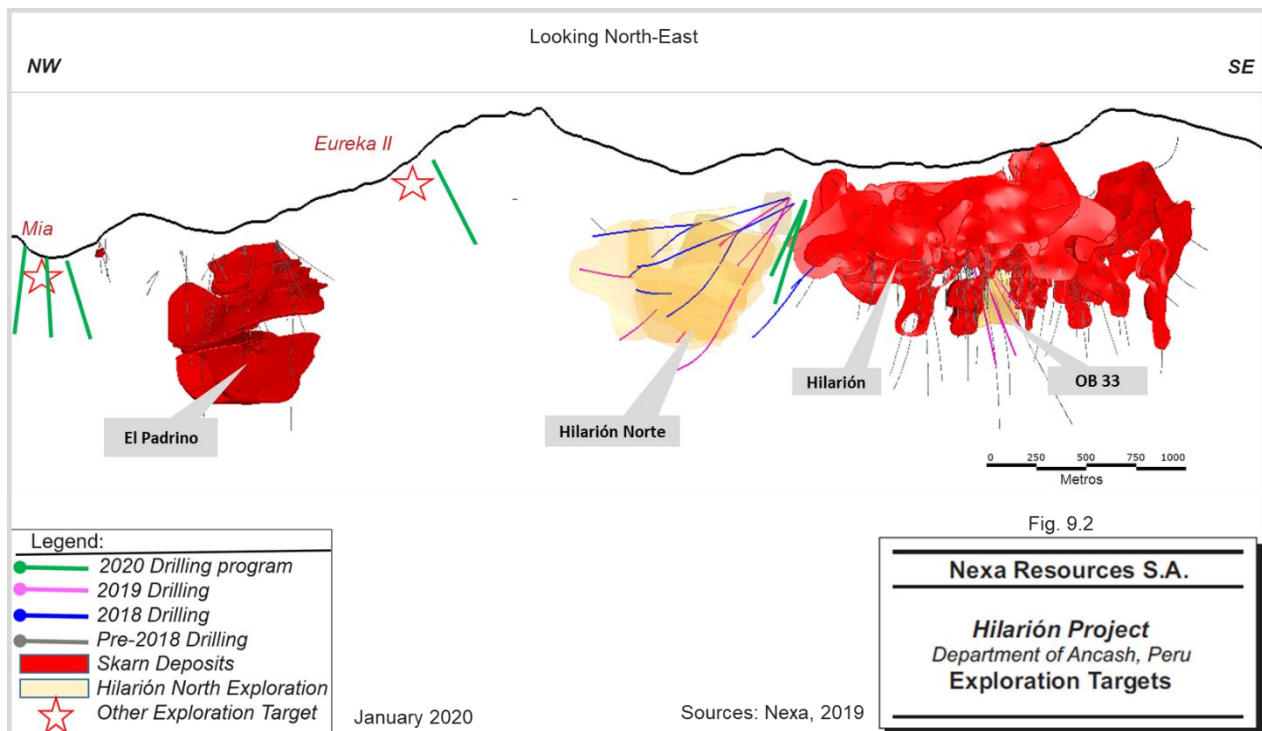 Looking North-East
NW
SE
Eureka II
Mia
El Padrino
Hilarión Norte
Hilarión
OB 33
0 250 500 750 1000
Metros
Fig. 9.2
Legend:
2020 Drilling program
2019 Drilling
2018 Drilling
Pre-2018 Drilling
Skarn Deposits
Hilarión North Exploration
Other Exploration Target
January 2020
Sources: Nexa, 2019
Nexa Resources S.A.
Hilarión Project
Department of Ancash, Peru
Exploration Targets